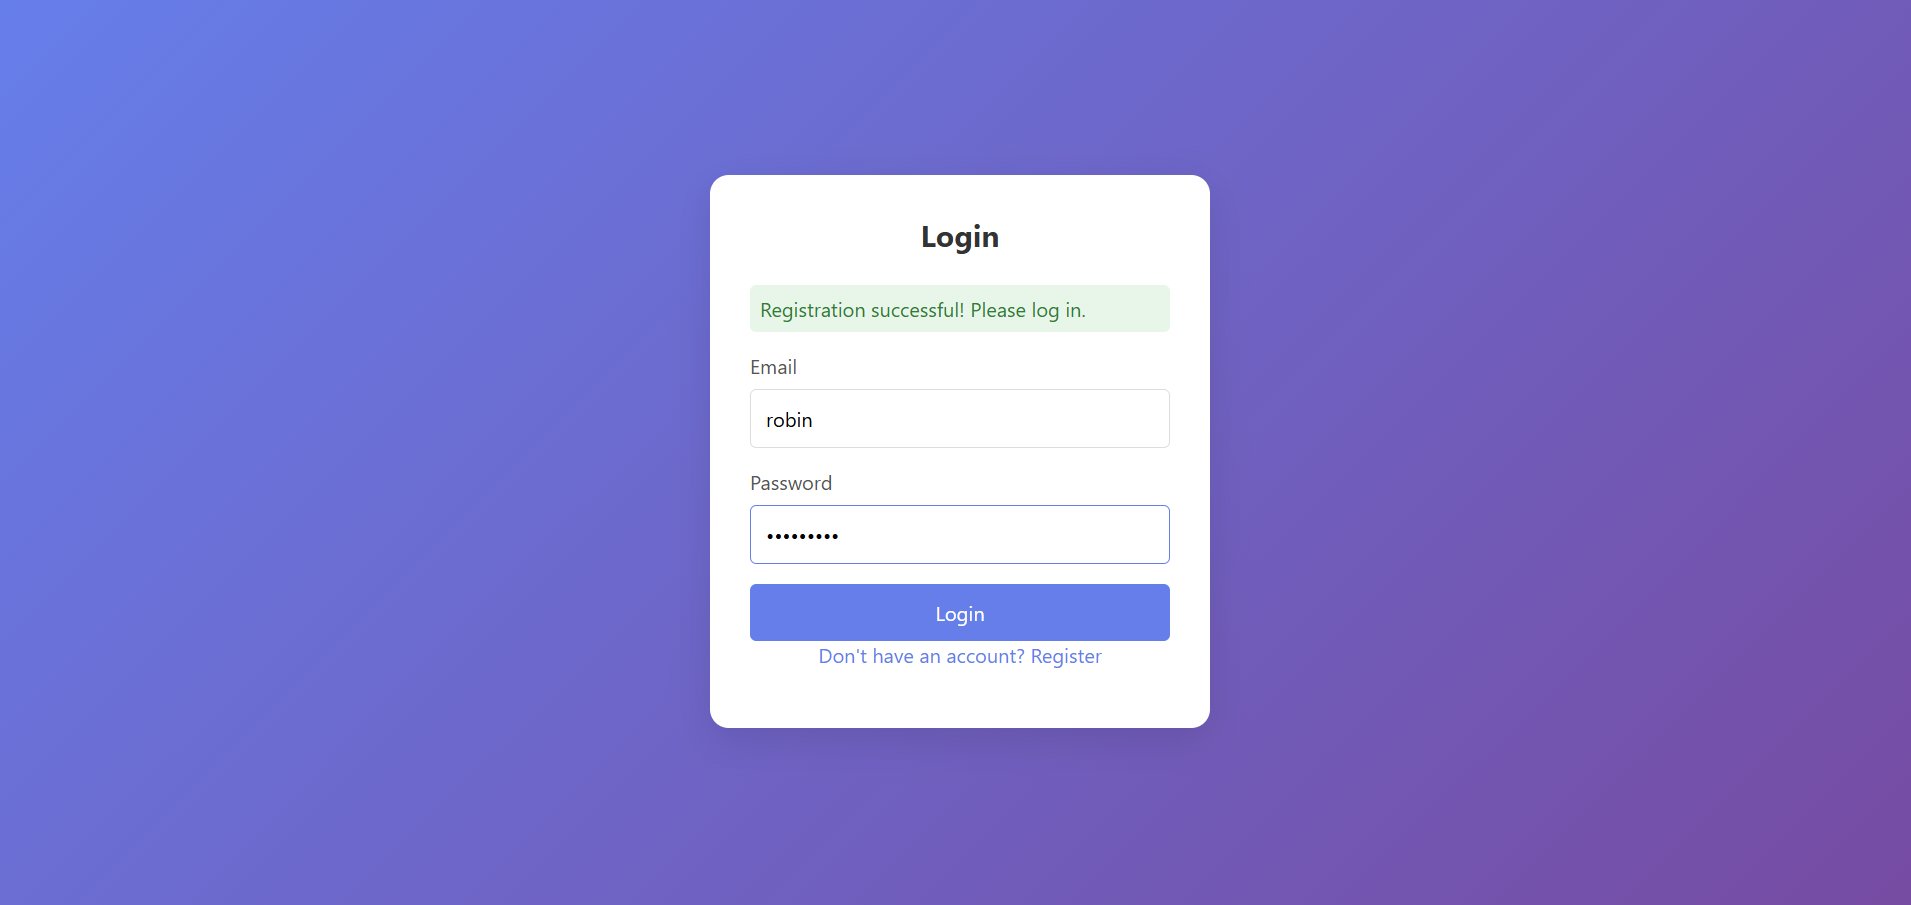 Login
Registration successful! Please log in.
Email
robin
Password
•••••••••
Login
Don't have an account? Register